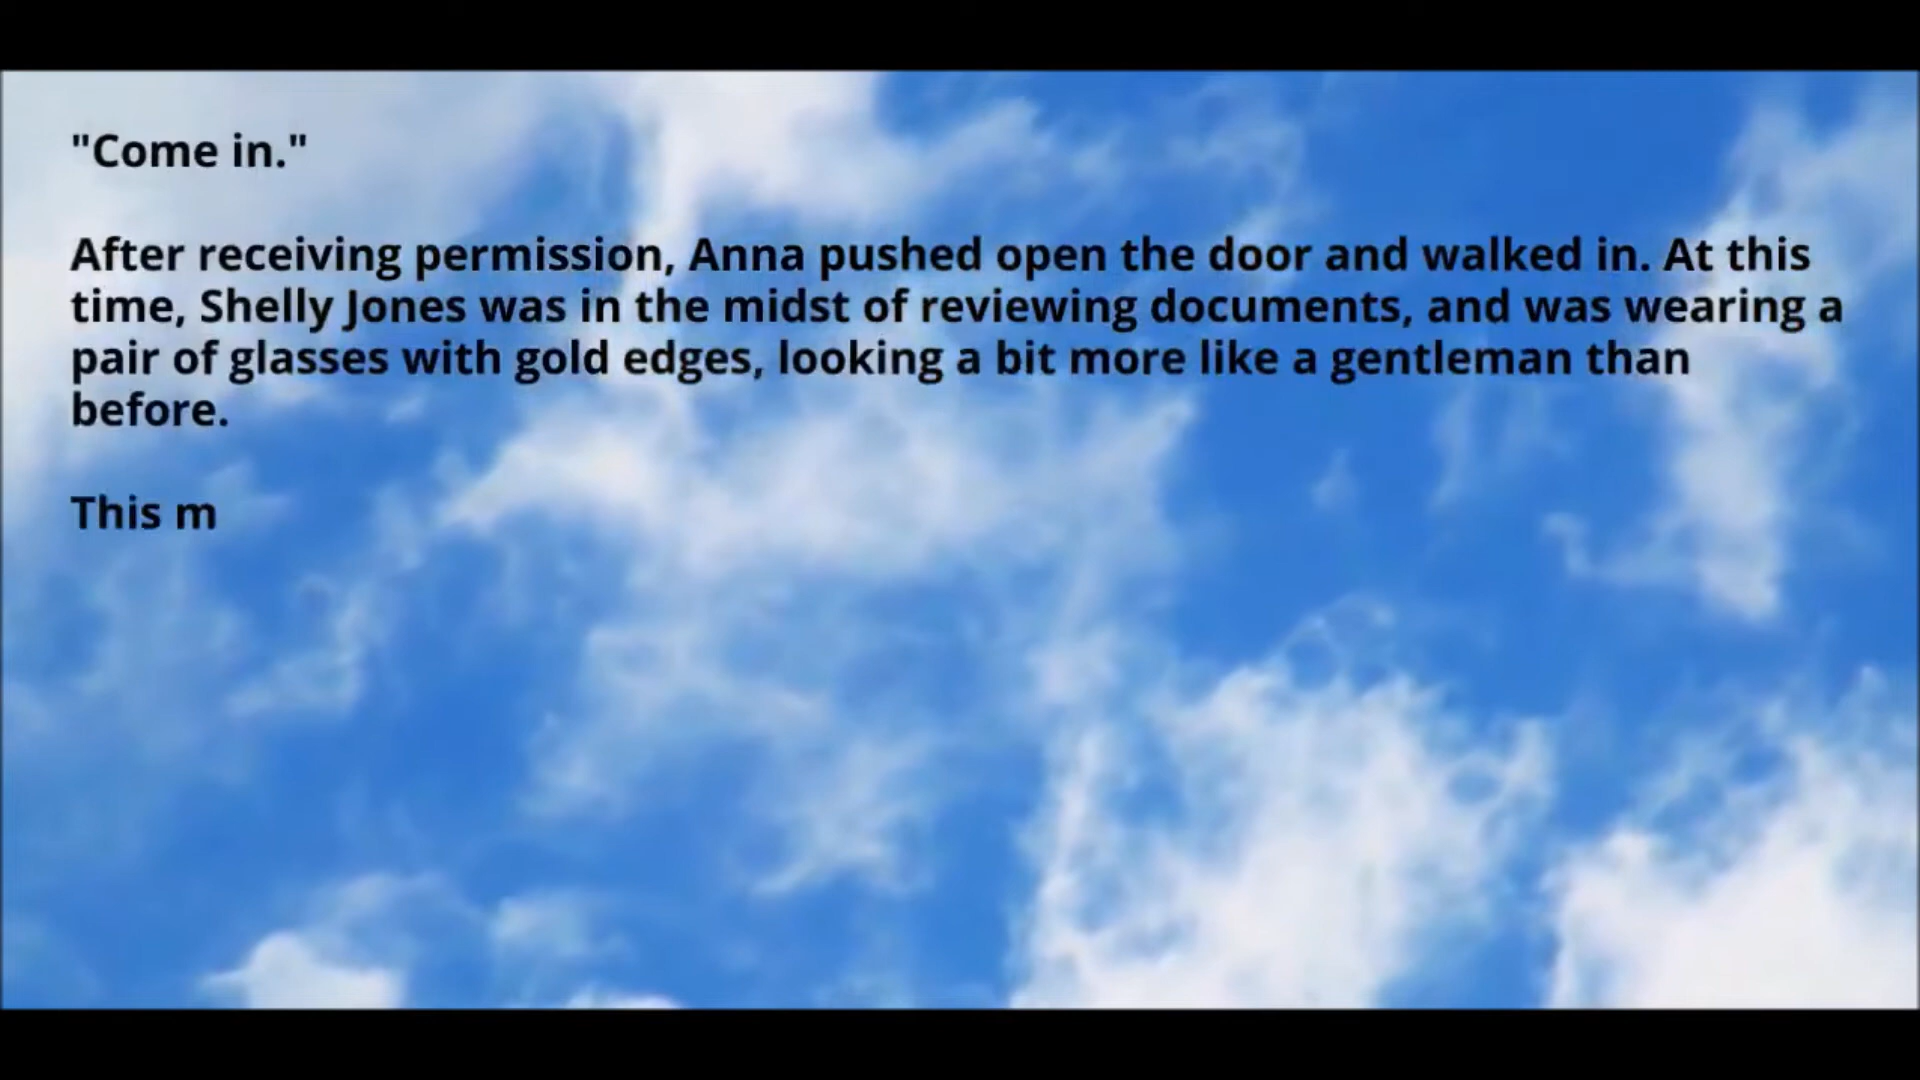 "Come in."
After receiving permission, Anna pushed open the door and walked in. At this
time, Shelly Jones was in the midst of reviewing documents, and was wearing a
pair of glasses with gold edges, looking a bit more like a gentleman than
before.
This m